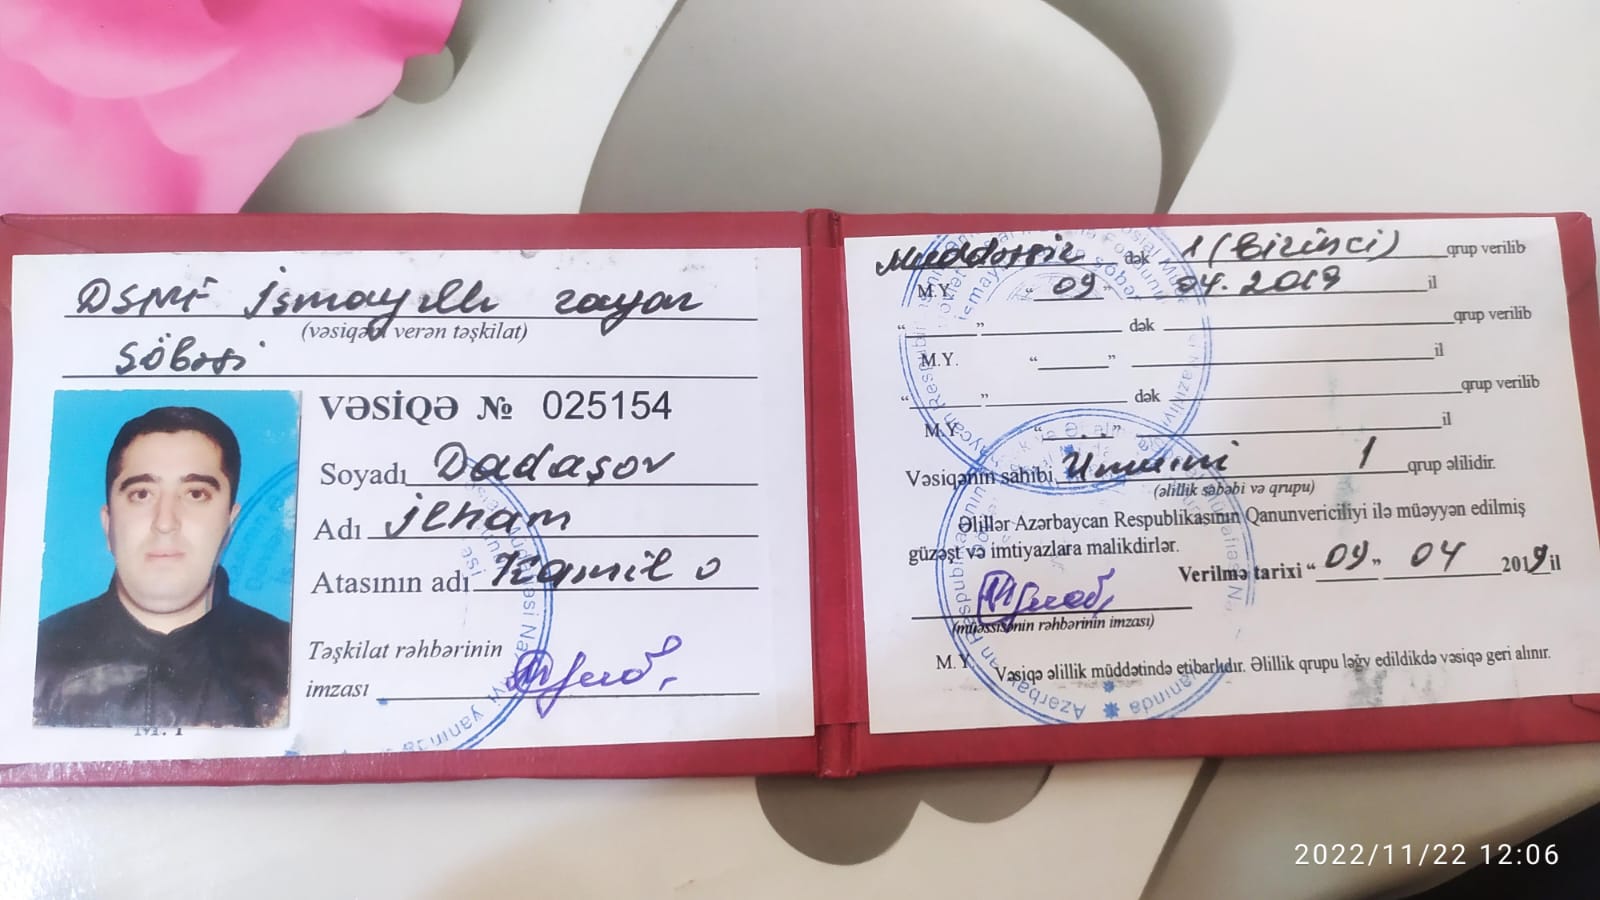 DSMF İsmayıllı rayon
(vəsiqəni verən təşkilat)
şöbəsi
VƏSİQƏ № 025154
Soyadı Dadaşov
Adı İlham
Atasının adı Kamil o
Təşkilat rəhbərinin
imzası
M.Y
Müddətsiz dək 1 (Birinci) qrup verilib
M.Y. “ 09 ” 04. 2019 il
“ ” dək qrup verilib
M.Y. “ ” il
“ ” dək qrup verilib
M.Y. “ ” il
Vəsiqənin sahibi Ümumi 1 qrup əlilidir.
(əlillik səbəbi və qrupu)
Əlillər Azərbaycan Respublikasının Qanunvericiliyi ilə müəyyən edilmiş
güzəşt və imtiyazlara malikdirlər.
Verilmə tarixi “ 09 ” 04 2019 il
(müəssisənin rəhbərinin imzası)
M.Y.
Vəsiqə əlillik müddətində etibarlıdır. Əlillik qrupu ləğv edildikdə vəsiqə geri alınır.
2022/11/22 12:06